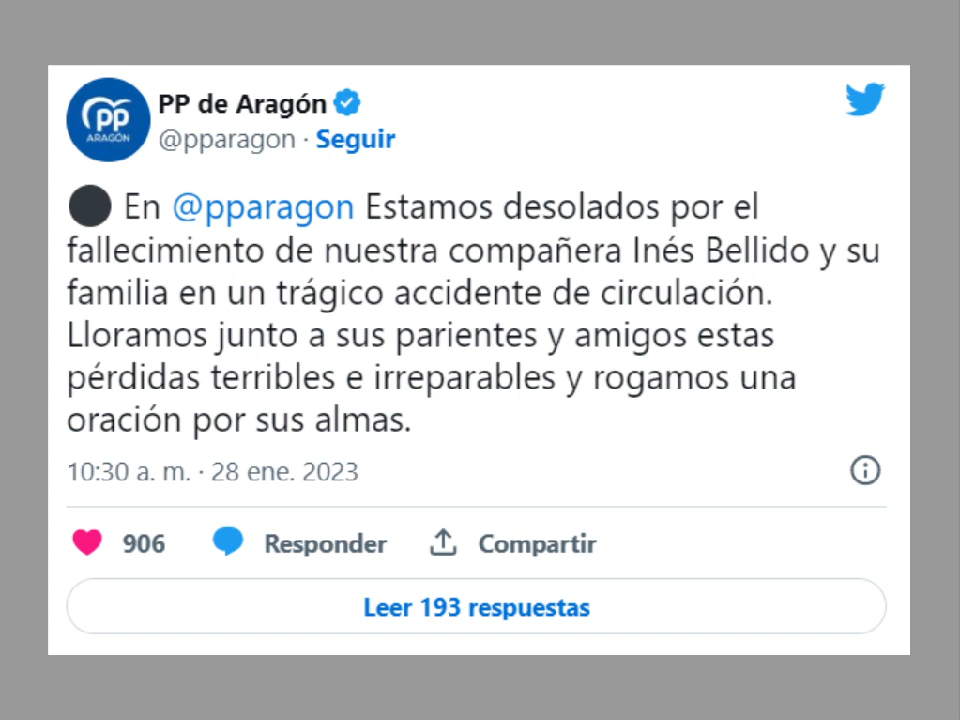 PP de Aragón
@pparagon · Seguir
PP
ARAGÓN
En @pparagon Estamos desolados por el
fallecimiento de nuestra compañera Inés Bellido y su
familia en un trágico accidente de circulación.
Lloramos junto a sus parientes y amigos estas
pérdidas terribles e irreparables y rogamos una
oración por sus almas.
10:30 a. m. · 28 ene. 2023
906 Responder Compartir
Leer 193 respuestas